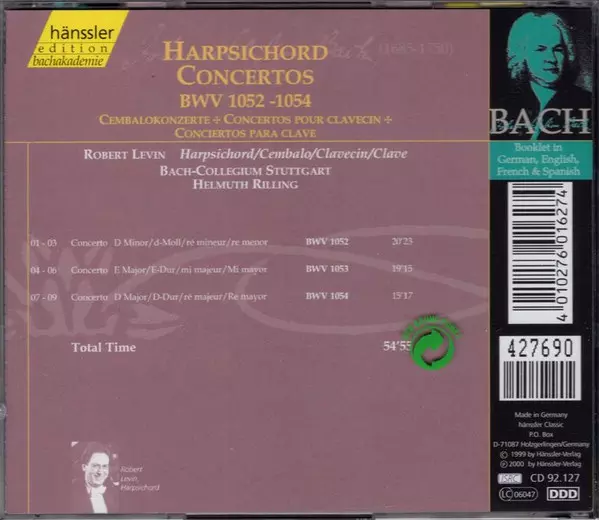 hänssler
edition
bachakademie
(1685-1750)
HARPSICHORD
CONCERTOS
BWV 1052 -1054
CEMBALOKONZERTE + CONCERTOS POUR CLAVECIN +
CONCIERTOS PARA CLAVE
ROBERT LEVIN Harpsichord/Cembalo/Clavecin/Clave
BACH-COLLEGIUM STUTTGART
HELMUTH RILLING
01 - 03 Concerto D Minor/d-Moll/ré mineur/re menor BWV 1052 20'23
04 - 06 Concerto E Major/E-Dur/mi majeur/Mi mayor BWV 1053 19'15
07 - 09 Concerto D Major/D-Dur/ré majeur/Re mayor BWV 1054 15'17
Total Time 54'55
Robert
Levin,
Harpsichord
BACH
Booklet in
German, English,
French & Spanish
4 010276 016274
427690
Made in Germany
hänssler Classic
P.O. Box
D-71087 Holzgerlingen/Germany
© 1999 by Hänssler-Verlag
℗ 2000 by Hänssler-Verlag
ISRC CD 92.127
LC 06047 DDD